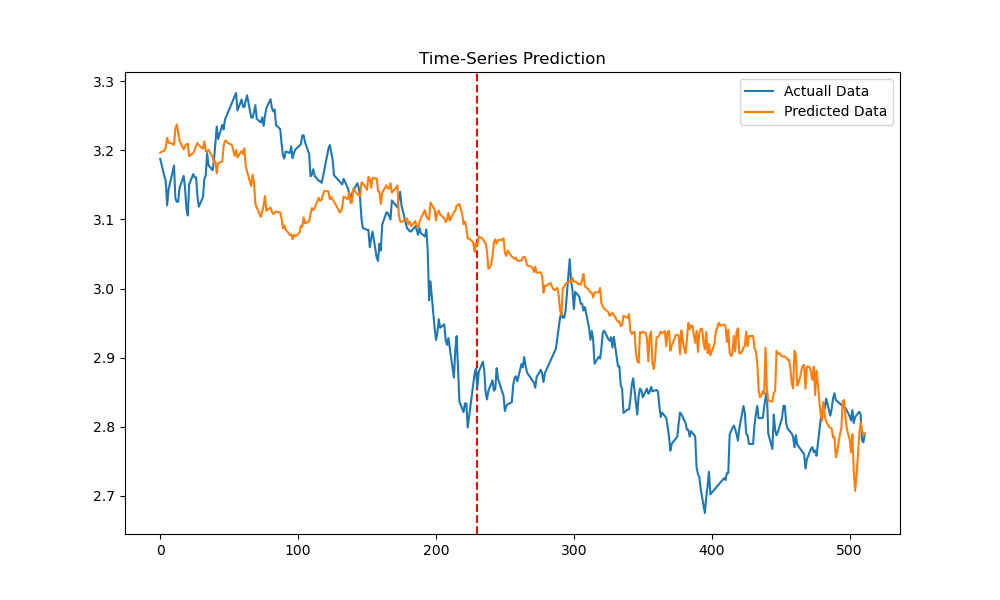 Time-Series Prediction
Actuall Data
Predicted Data
3.3
3.2
3.1
3.0
2.9
2.8
2.7
0 100 200 300 400 500